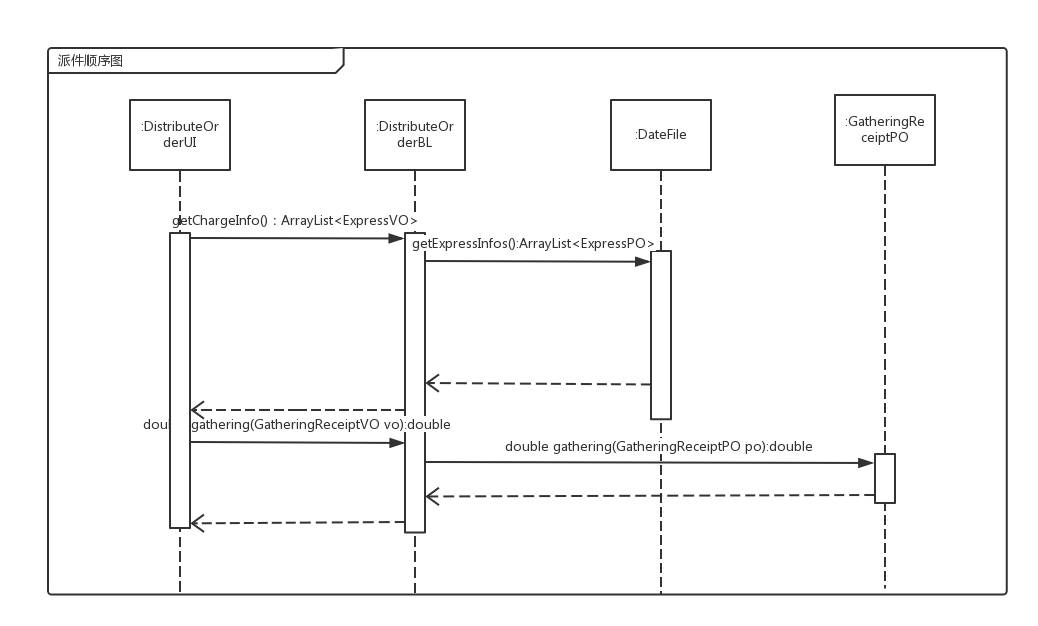 派件顺序图
:DistributeOr
derUI
:DistributeOr
derBL
:DateFile
:GatheringRe
ceiptPO
getChargeInfo()：ArrayList<ExpressVO>
getExpressInfos():ArrayList<ExpressPO>
double gathering(GatheringReceiptVO vo):double
double gathering(GatheringReceiptPO po):double